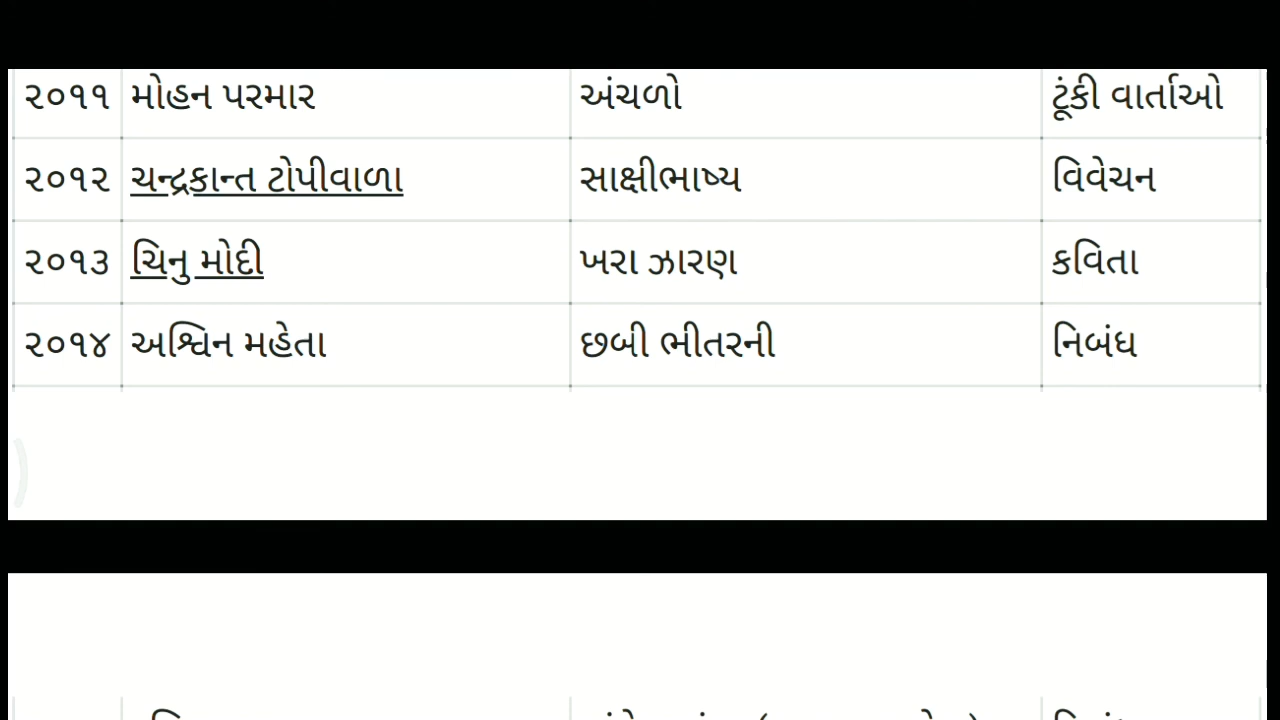 ૨૦૧૧ મોહન પરમાર અંચળો ટૂંકી વાર્તાઓ
૨૦૧૨ ચન્દ્રકાન્ત ટોપીવાળા સાક્ષીભાષ્ય વિવેચન
૨૦૧૩ ચિનુ મોદી ખરા ઝારણ કવિતા
૨૦૧૪ અશ્વિન મહેતા છબી ભીતરની નિબંધ